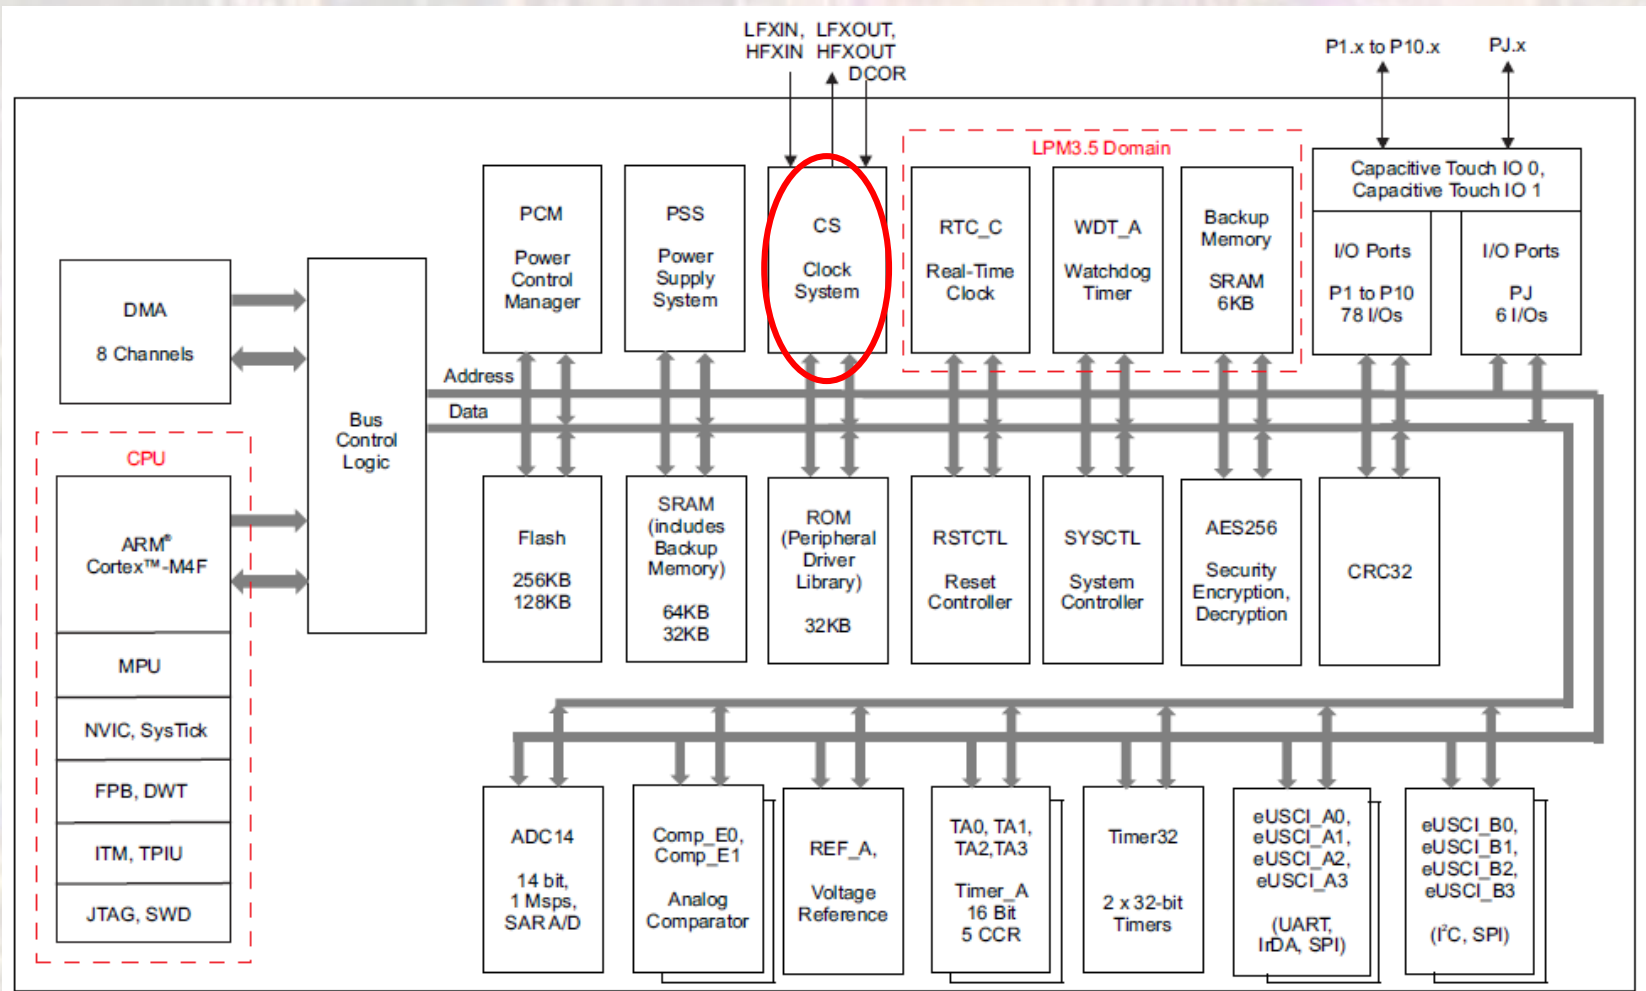 LFXIN, LFXOUT,
HFXIN HFXOUT
DCOR
P1.x to P10.x
PJ.x
LPM3.5 Domain
Capacitive Touch IO 0,
Capacitive Touch IO 1
PCM
Power
Control
Manager
PSS
Power
Supply
System
CS
Clock
System
RTC_C
Real-Time
Clock
WDT_A
Watchdog
Timer
Backup
Memory
SRAM
6KB
I/O Ports
P1 to P10
78 I/Os
I/O Ports
PJ
6 I/Os
DMA
8 Channels
Bus
Control
Logic
Address
Data
CPU
ARM®
Cortex™-M4F
MPU
NVIC, SysTick
FPB, DWT
ITM, TPIU
JTAG, SWD
Flash
256KB
128KB
SRAM
(includes
Backup
Memory)
64KB
32KB
ROM
(Peripheral
Driver
Library)
32KB
RSTCTL
Reset
Controller
SYSCTL
System
Controller
AES256
Security
Encryption,
Decryption
CRC32
ADC14
14 bit,
1 Msps,
SAR A/D
Comp_E0,
Comp_E1
Analog
Comparator
REF_A,
Voltage
Reference
TA0, TA1,
TA2,TA3
Timer_A
16 Bit
5 CCR
Timer32
2 x 32-bit
Timers
eUSCI_A0,
eUSCI_A1,
eUSCI_A2,
eUSCI_A3
(UART,
IrDA, SPI)
eUSCI_B0,
eUSCI_B1,
eUSCI_B2,
eUSCI_B3
(I²C, SPI)